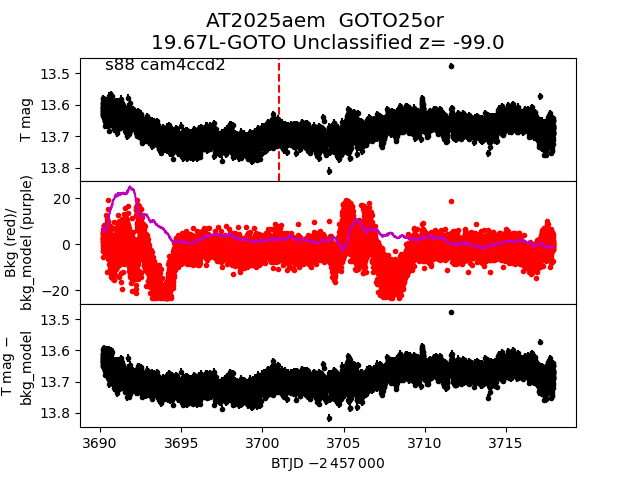 AT2025aem  GOTO25or
19.67L-GOTO Unclassified z= -99.0
s88 cam4ccd2
13.5
13.6
13.7
13.8
T mag
20
0
−20
Bkg (red)/
bkg_model (purple)
13.5
13.6
13.7
13.8
T mag −
bkg_model
3690
3695
3700
3705
3710
3715
BTJD −2 457 000